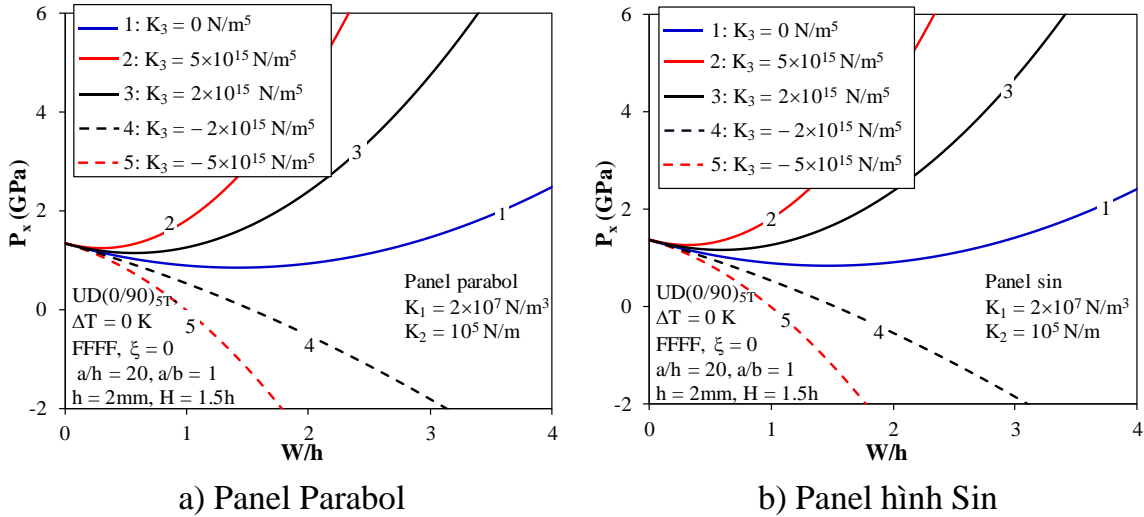 6
4
2
0
-2
0
1
2
3
4
P_x (GPa)
W/h
1: K₃ = 0 N/m⁵
2: K₃ = 5×10¹⁵ N/m⁵
3: K₃ = 2×10¹⁵ N/m⁵
4: K₃ = − 2×10¹⁵ N/m⁵
5: K₃ = − 5×10¹⁵ N/m⁵
2
3
1
5
4
UD(0/90)₅T
ΔT = 0 K
FFFF, ξ = 0
a/h = 20, a/b = 1
h = 2mm, H = 1.5h
Panel parabol
K₁ = 2×10⁷ N/m³
K₂ = 10⁵ N/m
a) Panel Parabol
6
4
2
0
-2
0
1
2
3
4
P_x (GPa)
W/h
1: K₃ = 0 N/m⁵
2: K₃ = 5×10¹⁵ N/m⁵
3: K₃ = 2×10¹⁵ N/m⁵
4: K₃ = − 2×10¹⁵ N/m⁵
5: K₃ = − 5×10¹⁵ N/m⁵
2
3
1
5
4
UD(0/90)₅T
ΔT = 0 K
FFFF, ξ = 0
a/h = 20, a/b = 1
h = 2mm, H = 1.5h
Panel sin
K₁ = 2×10⁷ N/m³
K₂ = 10⁵ N/m
b) Panel hình Sin